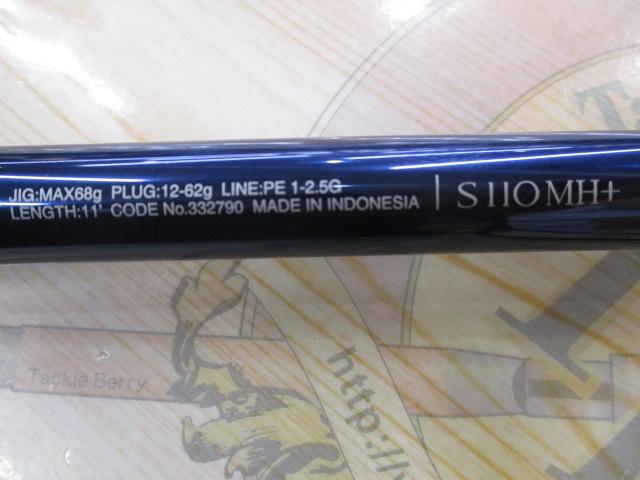 JIG:MAX68g PLUG:12-62g LINE:PE 1-2.5G
LENGTH:11' CODE No.332790 MADE IN INDONESIA
S110MH+
Tackle Berry
http://